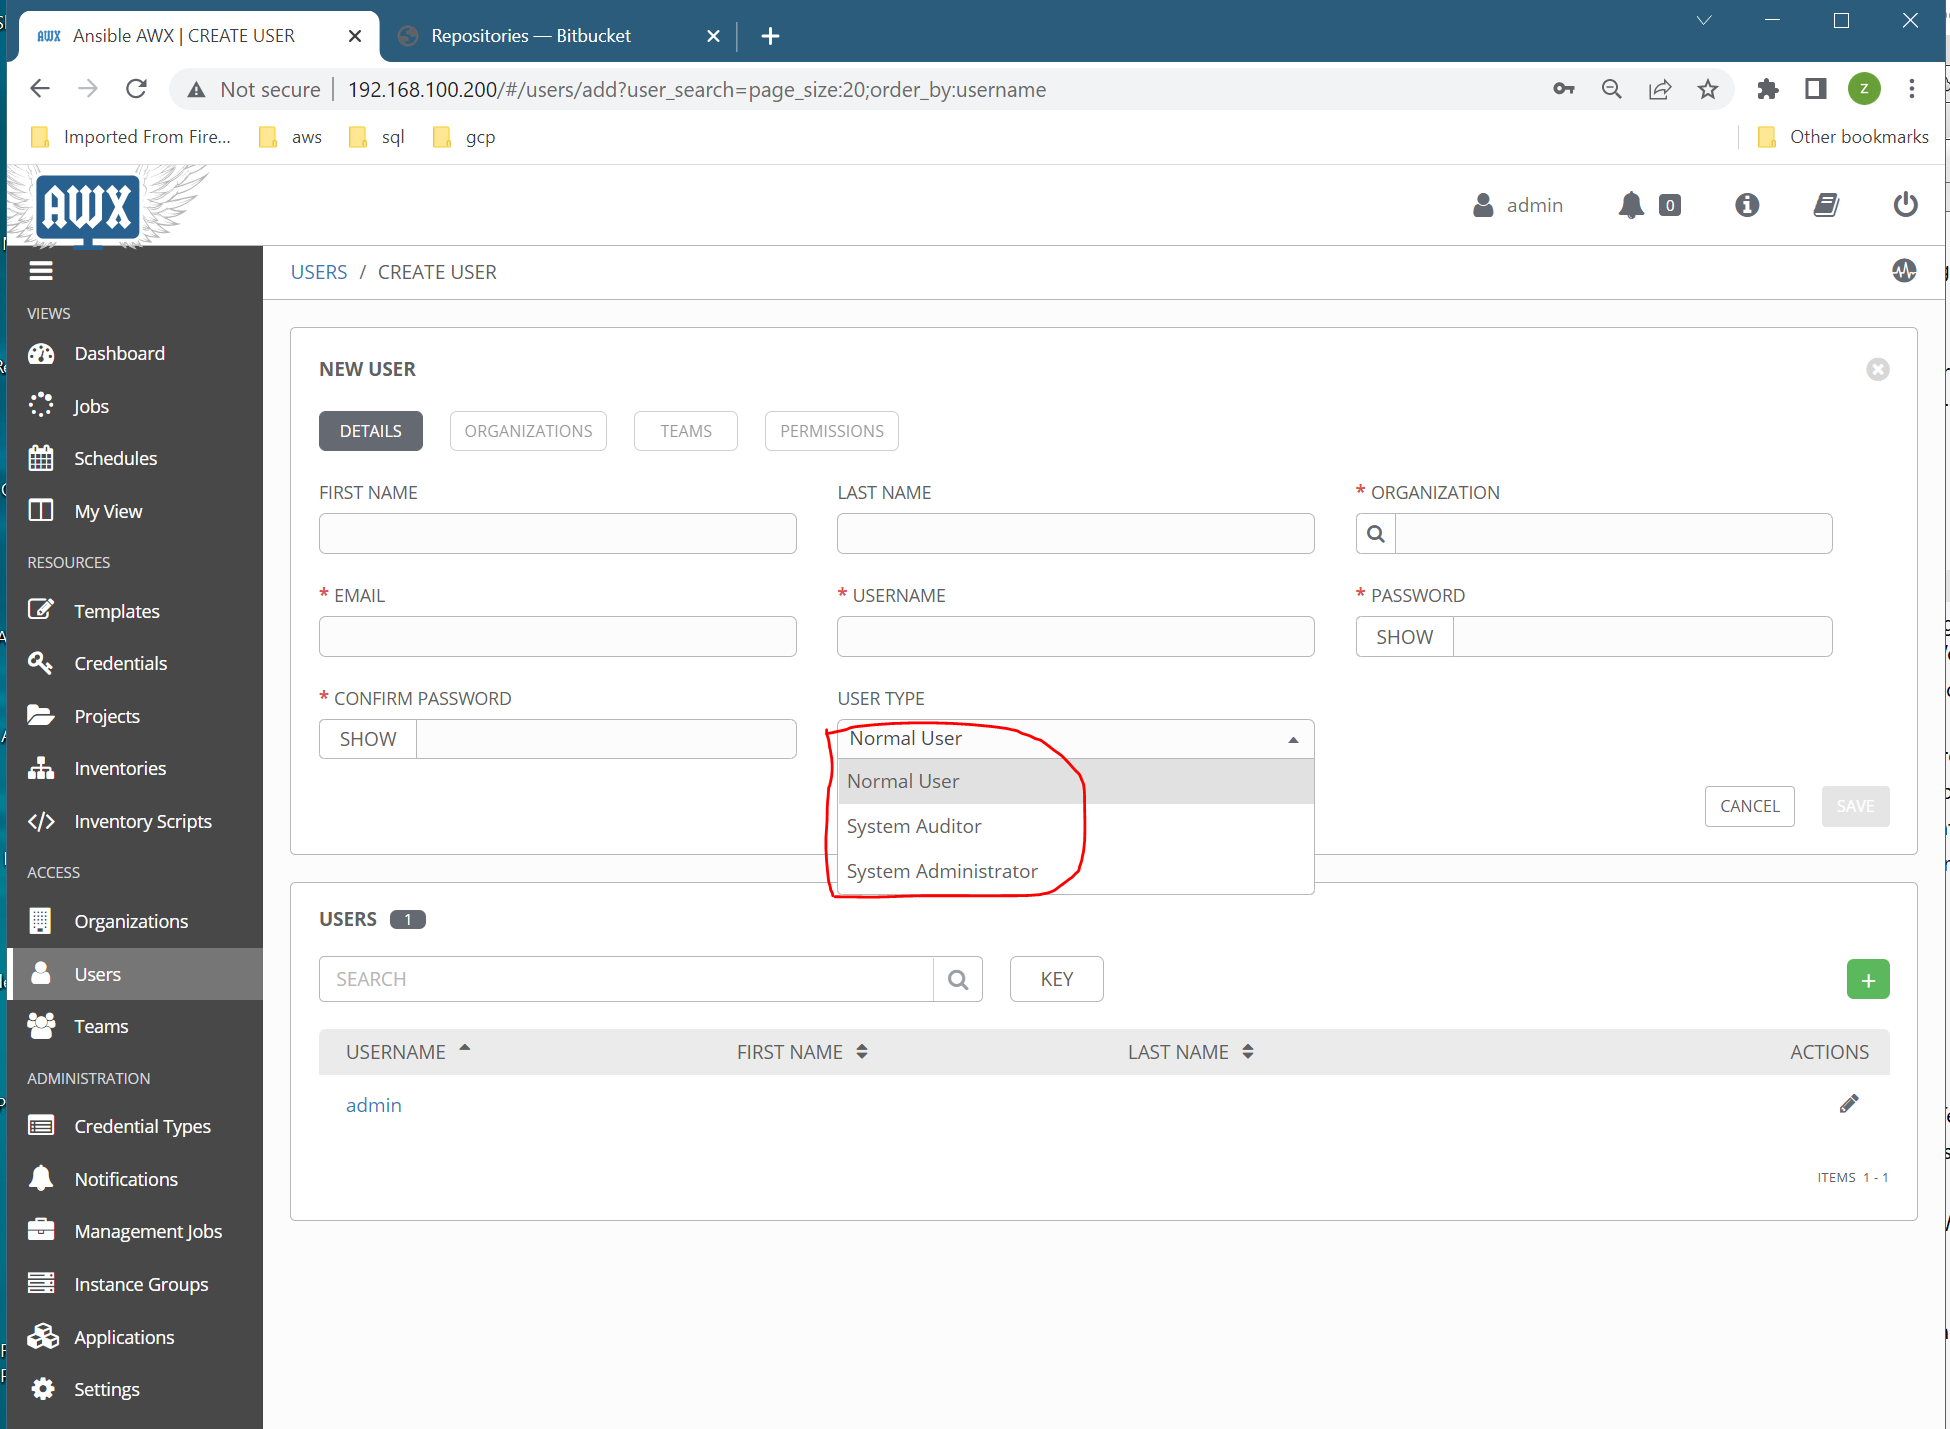 AWX Ansible AWX | CREATE USER
Repositories — Bitbucket
Not secure 192.168.100.200/#/users/add?user_search=page_size:20;order_by:username
Z
Imported From Fire...
aws
sql
gcp
Other bookmarks
AWX
admin
0
VIEWS
Dashboard
Jobs
Schedules
My View
RESOURCES
Templates
Credentials
Projects
Inventories
Inventory Scripts
ACCESS
Organizations
Users
Teams
ADMINISTRATION
Credential Types
Notifications
Management Jobs
Instance Groups
Applications
Settings
USERS / CREATE USER
NEW USER
DETAILS
ORGANIZATIONS
TEAMS
PERMISSIONS
FIRST NAME
LAST NAME
* ORGANIZATION
* EMAIL
* USERNAME
* PASSWORD
SHOW
* CONFIRM PASSWORD
SHOW
USER TYPE
Normal User
Normal User
System Auditor
System Administrator
CANCEL
SAVE
USERS 1
SEARCH
KEY
+
USERNAME
FIRST NAME
LAST NAME
ACTIONS
admin
ITEMS 1 - 1